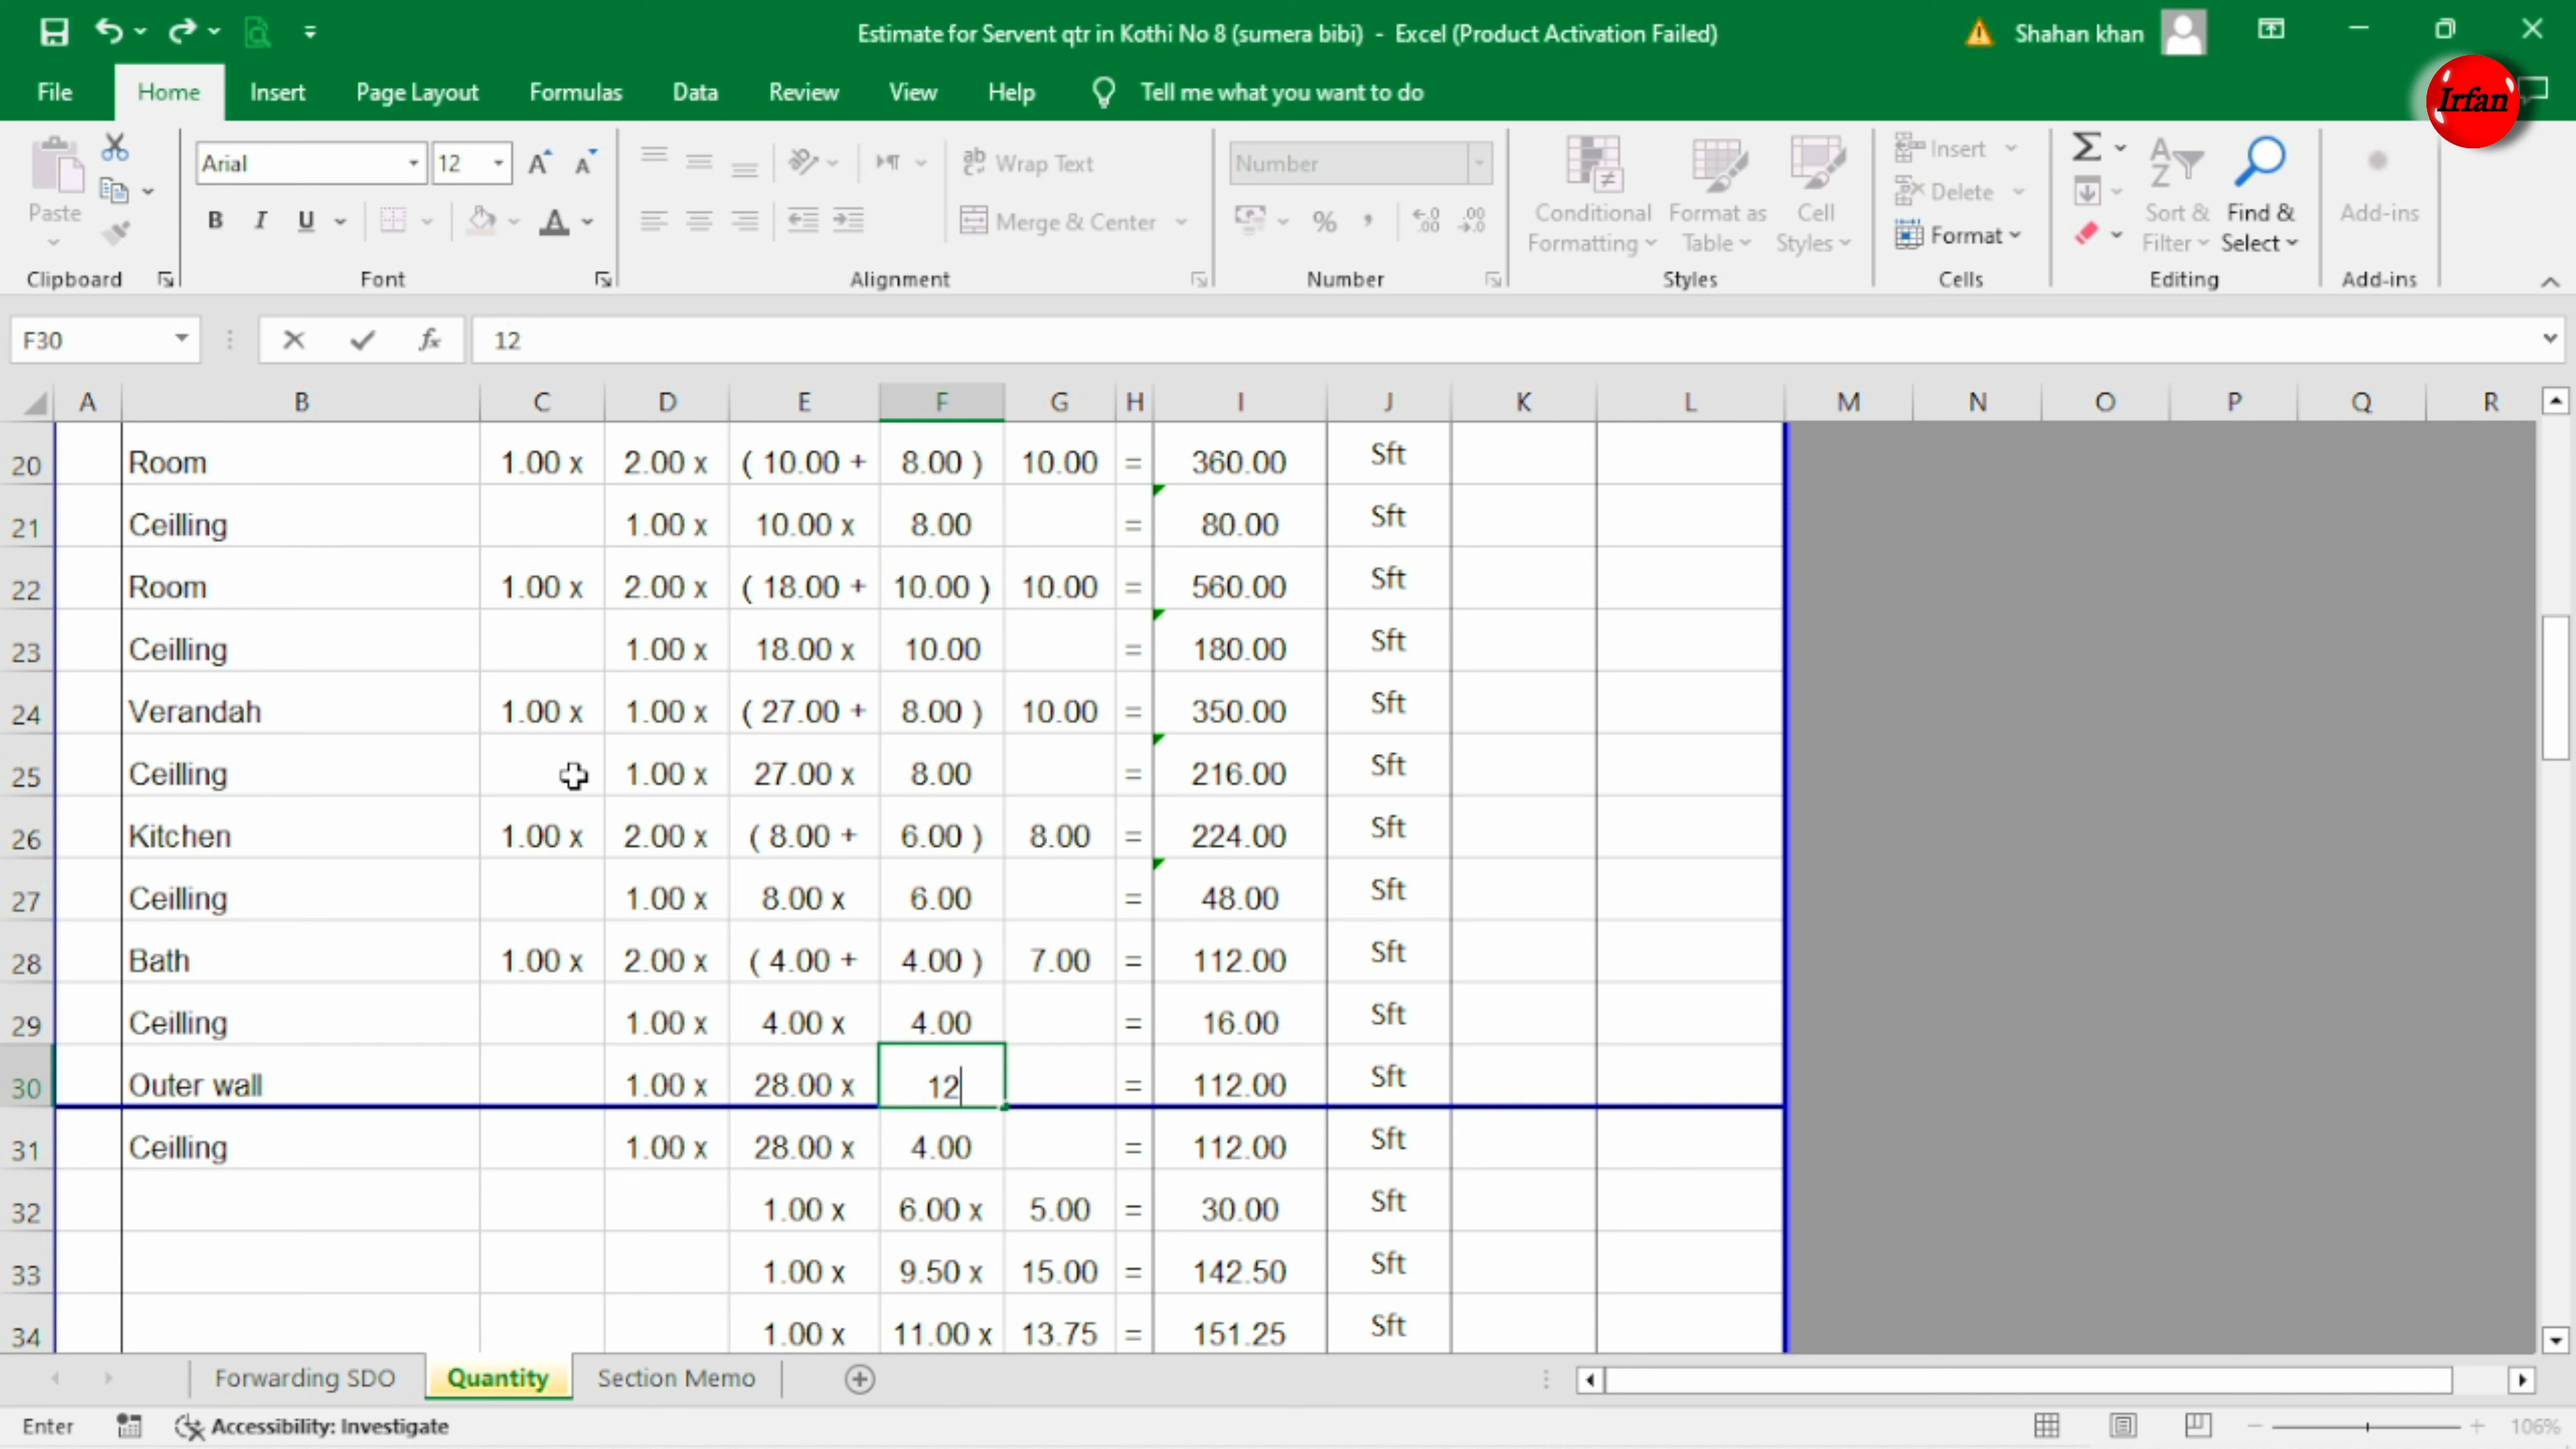 Estimate for Servent qtr in Kothi No 8 (sumera bibi) - Excel (Product Activation Failed)
Shahan khan
Irfan
File Home Insert Page Layout Formulas Data Review View Help Tell me what you want to do
Paste
Clipboard
Arial 12
B I U
Font
Wrap Text
Merge & Center
Alignment
Number
Number
Conditional Formatting
Format as Table
Cell Styles
Styles
Insert
Delete
Format
Cells
Sort & Filter
Find & Select
Editing
Add-ins
Add-ins
F30 fx 12
A B C D E F G H I J K L M N O P Q R
20 Room 1.00 x 2.00 x ( 10.00 + 8.00 ) 10.00 = 360.00 Sft
21 Ceilling 1.00 x 10.00 x 8.00 = 80.00 Sft
22 Room 1.00 x 2.00 x ( 18.00 + 10.00 ) 10.00 = 560.00 Sft
23 Ceilling 1.00 x 18.00 x 10.00 = 180.00 Sft
24 Verandah 1.00 x 1.00 x ( 27.00 + 8.00 ) 10.00 = 350.00 Sft
25 Ceilling 1.00 x 27.00 x 8.00 = 216.00 Sft
26 Kitchen 1.00 x 2.00 x ( 8.00 + 6.00 ) 8.00 = 224.00 Sft
27 Ceilling 1.00 x 8.00 x 6.00 = 48.00 Sft
28 Bath 1.00 x 2.00 x ( 4.00 + 4.00 ) 7.00 = 112.00 Sft
29 Ceilling 1.00 x 4.00 x 4.00 = 16.00 Sft
30 Outer wall 1.00 x 28.00 x 12 = 112.00 Sft
31 Ceilling 1.00 x 28.00 x 4.00 = 112.00 Sft
32 1.00 x 6.00 x 5.00 = 30.00 Sft
33 1.00 x 9.50 x 15.00 = 142.50 Sft
34 1.00 x 11.00 x 13.75 = 151.25 Sft
Forwarding SDO Quantity Section Memo
Enter Accessibility: Investigate 106%